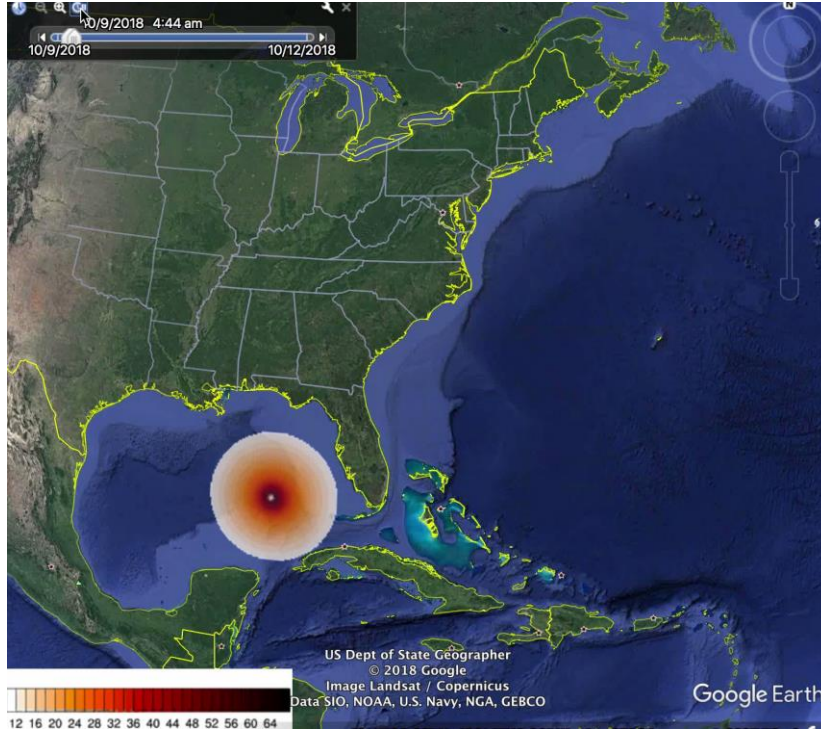 10/9/2018 4:44 am
10/9/2018 10/12/2018
N
US Dept of State Geographer
© 2018 Google
Image Landsat / Copernicus
Data SIO, NOAA, U.S. Navy, NGA, GEBCO
Google Earth
12 16 20 24 28 32 36 40 44 48 52 56 60 64